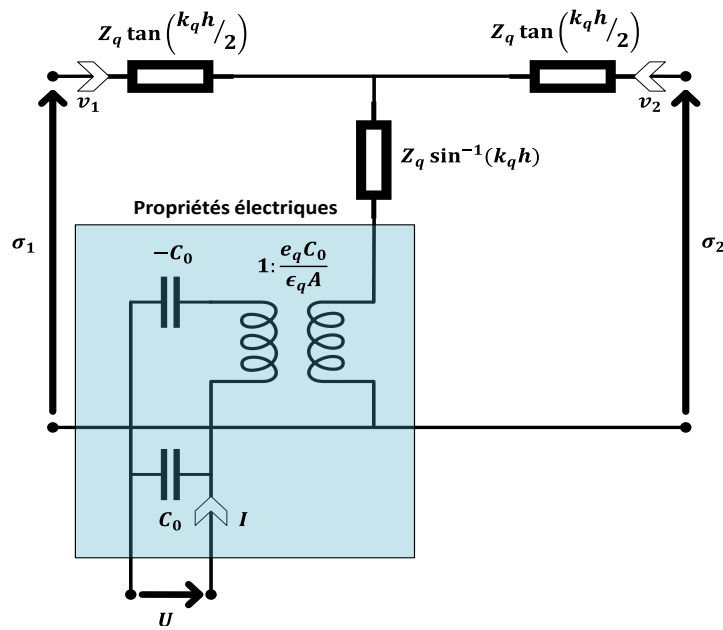 Z_q tan(k_q h/2)
Z_q tan(k_q h/2)
v_1
v_2
Z_q sin⁻¹(k_q h)
Propriétés électriques
σ_1
σ_2
−C_0
1: e_q C_0 / ϵ_q A
C_0
I
U